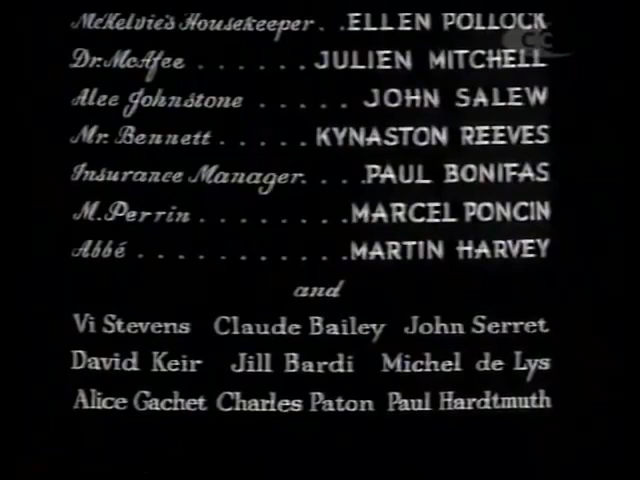 McKelvie's Housekeeper. . ELLEN POLLOCK
Dr. McAfee . . . . . . JULIEN MITCHELL
Alec Johnstone . . . . . JOHN SALEW
Mr. Bennett . . . . . KYNASTON REEVES
Insurance Manager. . . . PAUL BONIFAS
M. Perrin . . . . . . . . MARCEL PONCIN
Abbé . . . . . . . . . . . MARTIN HARVEY
and
Vi Stevens Claude Bailey John Serret
David Keir Jill Bardi Michel de Lys
Alice Gachet Charles Paton Paul Hardtmuth